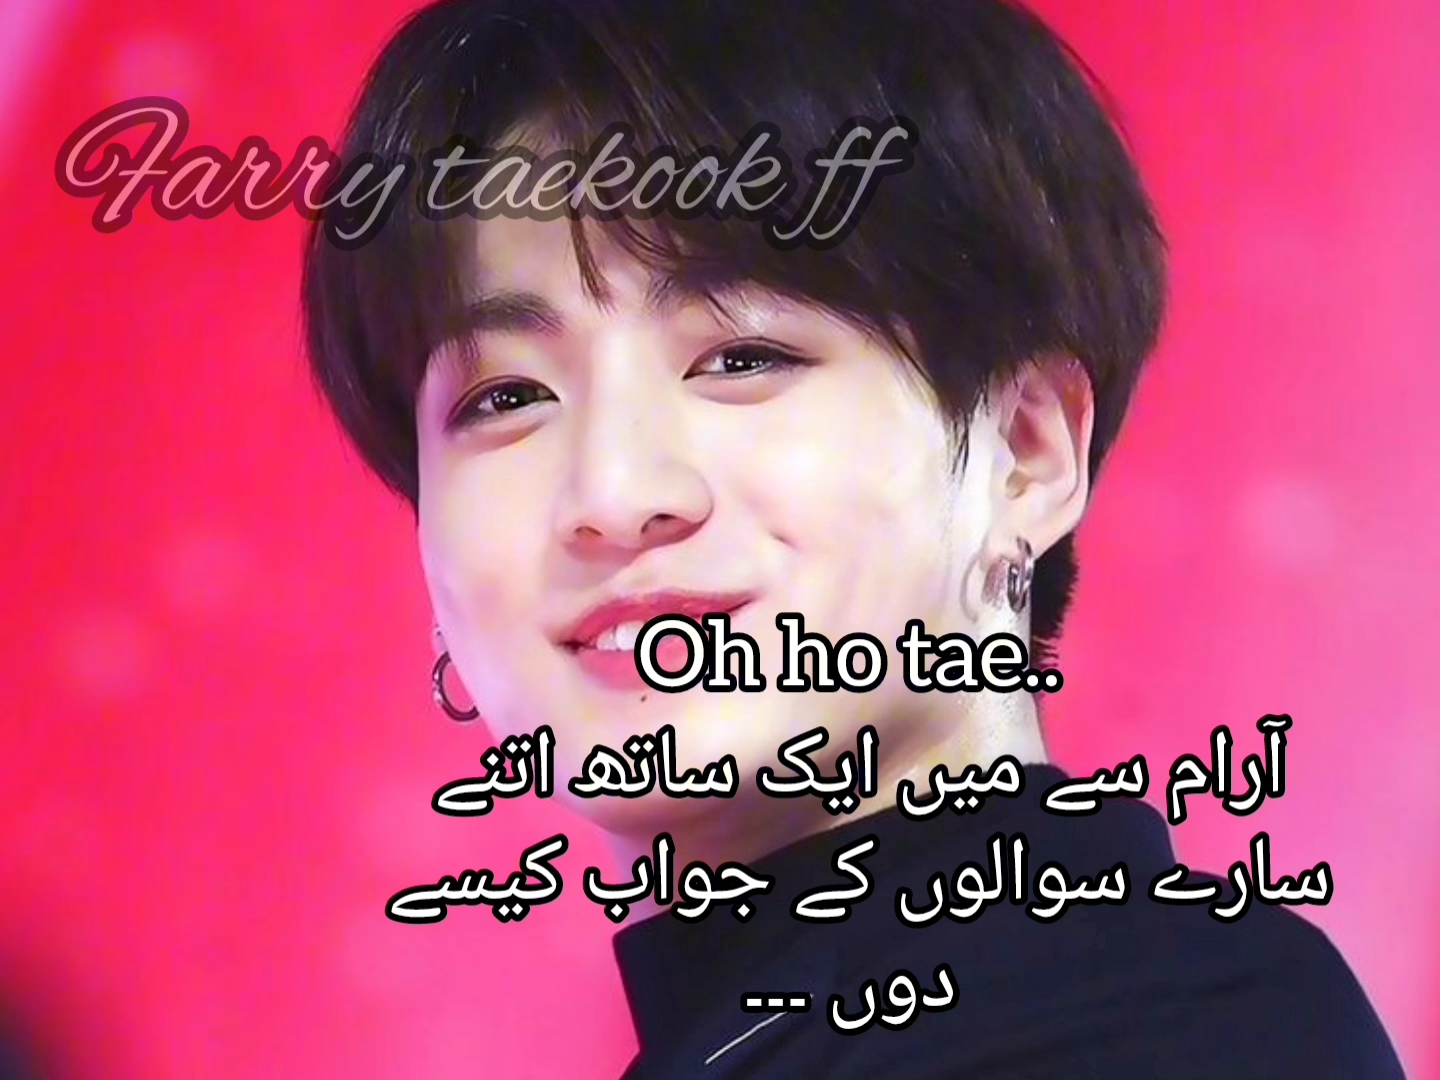 Farry taekook ff
Oh ho tae..
آرام سے میں ایک ساتھ اتنے
سارے سوالوں کے جواب کیسے
دوں ---